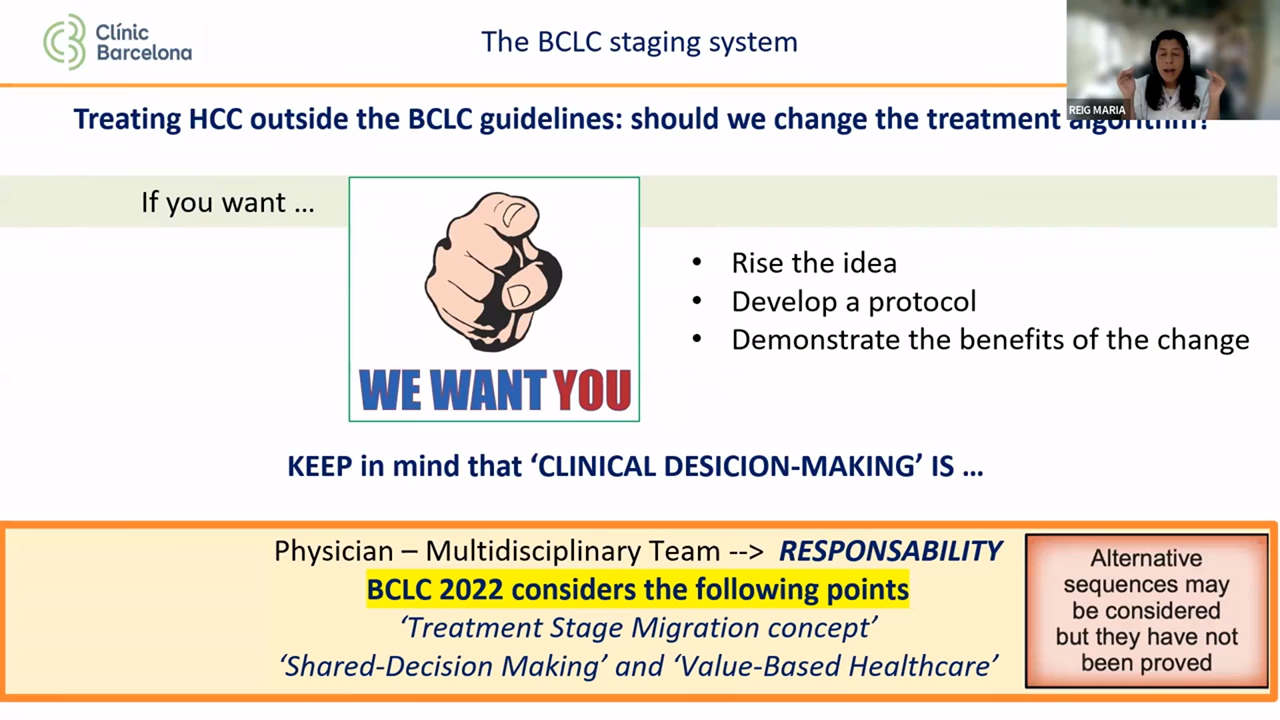 Clínic
Barcelona
The BCLC staging system
REIG MARIA
Treating HCC outside the BCLC guidelines: should we change the treatment algorithm?
If you want ...
WE WANT YOU
• Rise the idea
• Develop a protocol
• Demonstrate the benefits of the change
KEEP in mind that ‘CLINICAL DESICION-MAKING’ IS ...
Physician – Multidisciplinary Team --> RESPONSABILITY
BCLC 2022 considers the following points
‘Treatment Stage Migration concept’
‘Shared-Decision Making’ and ‘Value-Based Healthcare’
Alternative
sequences may
be considered
but they have not
been proved